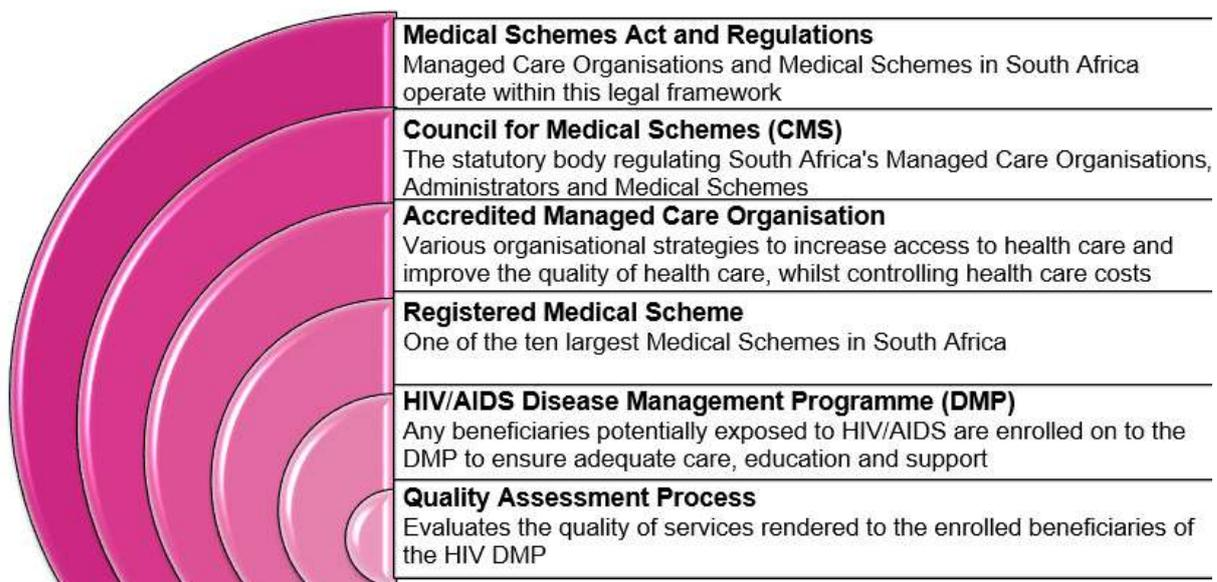 Medical Schemes Act and Regulations
Managed Care Organisations and Medical Schemes in South Africa
operate within this legal framework
Council for Medical Schemes (CMS)
The statutory body regulating South Africa's Managed Care Organisations,
Administrators and Medical Schemes
Accredited Managed Care Organisation
Various organisational strategies to increase access to health care and
improve the quality of health care, whilst controlling health care costs
Registered Medical Scheme
One of the ten largest Medical Schemes in South Africa
HIV/AIDS Disease Management Programme (DMP)
Any beneficiaries potentially exposed to HIV/AIDS are enrolled on to the
DMP to ensure adequate care, education and support
Quality Assessment Process
Evaluates the quality of services rendered to the enrolled beneficiaries of
the HIV DMP